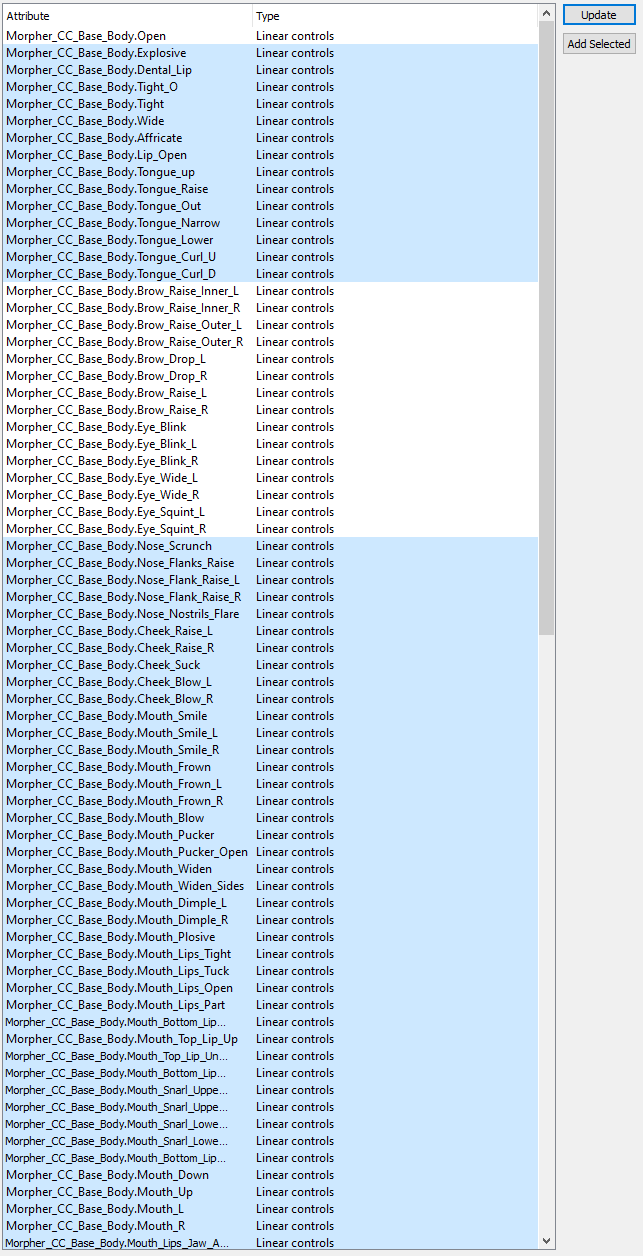 Attribute Type Update
Add Selected
Morpher_CC_Base_Body.Open Linear controls
Morpher_CC_Base_Body.Explosive Linear controls
Morpher_CC_Base_Body.Dental_Lip Linear controls
Morpher_CC_Base_Body.Tight_O Linear controls
Morpher_CC_Base_Body.Tight Linear controls
Morpher_CC_Base_Body.Wide Linear controls
Morpher_CC_Base_Body.Affricate Linear controls
Morpher_CC_Base_Body.Lip_Open Linear controls
Morpher_CC_Base_Body.Tongue_up Linear controls
Morpher_CC_Base_Body.Tongue_Raise Linear controls
Morpher_CC_Base_Body.Tongue_Out Linear controls
Morpher_CC_Base_Body.Tongue_Narrow Linear controls
Morpher_CC_Base_Body.Tongue_Lower Linear controls
Morpher_CC_Base_Body.Tongue_Curl_U Linear controls
Morpher_CC_Base_Body.Tongue_Curl_D Linear controls
Morpher_CC_Base_Body.Brow_Raise_Inner_L Linear controls
Morpher_CC_Base_Body.Brow_Raise_Inner_R Linear controls
Morpher_CC_Base_Body.Brow_Raise_Outer_L Linear controls
Morpher_CC_Base_Body.Brow_Raise_Outer_R Linear controls
Morpher_CC_Base_Body.Brow_Drop_L Linear controls
Morpher_CC_Base_Body.Brow_Drop_R Linear controls
Morpher_CC_Base_Body.Brow_Raise_L Linear controls
Morpher_CC_Base_Body.Brow_Raise_R Linear controls
Morpher_CC_Base_Body.Eye_Blink Linear controls
Morpher_CC_Base_Body.Eye_Blink_L Linear controls
Morpher_CC_Base_Body.Eye_Blink_R Linear controls
Morpher_CC_Base_Body.Eye_Wide_L Linear controls
Morpher_CC_Base_Body.Eye_Wide_R Linear controls
Morpher_CC_Base_Body.Eye_Squint_L Linear controls
Morpher_CC_Base_Body.Eye_Squint_R Linear controls
Morpher_CC_Base_Body.Nose_Scrunch Linear controls
Morpher_CC_Base_Body.Nose_Flanks_Raise Linear controls
Morpher_CC_Base_Body.Nose_Flank_Raise_L Linear controls
Morpher_CC_Base_Body.Nose_Flank_Raise_R Linear controls
Morpher_CC_Base_Body.Nose_Nostrils_Flare Linear controls
Morpher_CC_Base_Body.Cheek_Raise_L Linear controls
Morpher_CC_Base_Body.Cheek_Raise_R Linear controls
Morpher_CC_Base_Body.Cheek_Suck Linear controls
Morpher_CC_Base_Body.Cheek_Blow_L Linear controls
Morpher_CC_Base_Body.Cheek_Blow_R Linear controls
Morpher_CC_Base_Body.Mouth_Smile Linear controls
Morpher_CC_Base_Body.Mouth_Smile_L Linear controls
Morpher_CC_Base_Body.Mouth_Smile_R Linear controls
Morpher_CC_Base_Body.Mouth_Frown Linear controls
Morpher_CC_Base_Body.Mouth_Frown_L Linear controls
Morpher_CC_Base_Body.Mouth_Frown_R Linear controls
Morpher_CC_Base_Body.Mouth_Blow Linear controls
Morpher_CC_Base_Body.Mouth_Pucker Linear controls
Morpher_CC_Base_Body.Mouth_Pucker_Open Linear controls
Morpher_CC_Base_Body.Mouth_Widen Linear controls
Morpher_CC_Base_Body.Mouth_Widen_Sides Linear controls
Morpher_CC_Base_Body.Mouth_Dimple_L Linear controls
Morpher_CC_Base_Body.Mouth_Dimple_R Linear controls
Morpher_CC_Base_Body.Mouth_Plosive Linear controls
Morpher_CC_Base_Body.Mouth_Lips_Tight Linear controls
Morpher_CC_Base_Body.Mouth_Lips_Tuck Linear controls
Morpher_CC_Base_Body.Mouth_Lips_Open Linear controls
Morpher_CC_Base_Body.Mouth_Lips_Part Linear controls
Morpher_CC_Base_Body.Mouth_Bottom_Lip... Linear controls
Morpher_CC_Base_Body.Mouth_Top_Lip_Up Linear controls
Morpher_CC_Base_Body.Mouth_Top_Lip_Un... Linear controls
Morpher_CC_Base_Body.Mouth_Bottom_Lip... Linear controls
Morpher_CC_Base_Body.Mouth_Snarl_Uppe... Linear controls
Morpher_CC_Base_Body.Mouth_Snarl_Uppe... Linear controls
Morpher_CC_Base_Body.Mouth_Snarl_Lowe... Linear controls
Morpher_CC_Base_Body.Mouth_Snarl_Lowe... Linear controls
Morpher_CC_Base_Body.Mouth_Bottom_Lip... Linear controls
Morpher_CC_Base_Body.Mouth_Down Linear controls
Morpher_CC_Base_Body.Mouth_Up Linear controls
Morpher_CC_Base_Body.Mouth_L Linear controls
Morpher_CC_Base_Body.Mouth_R Linear controls
Morpher_CC_Base_Body.Mouth_Lips_Jaw_A... Linear controls